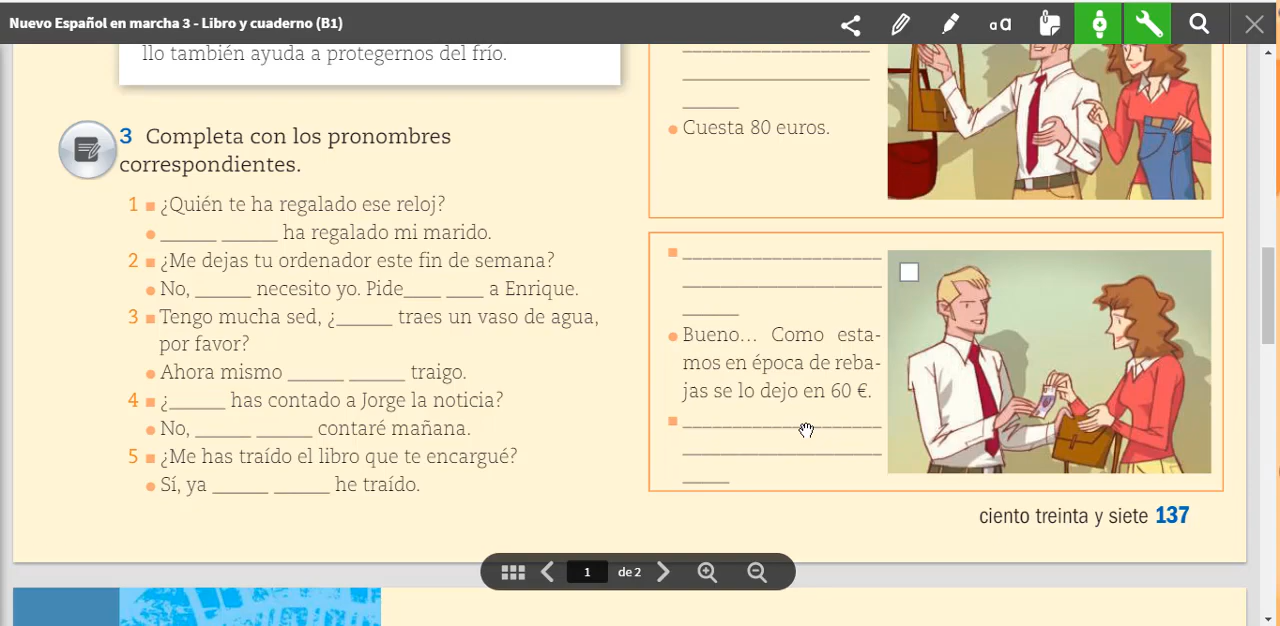 Nuevo Español en marcha 3 - Libro y cuaderno (B1)
aA
llo también ayuda a protegernos del frío.
3 Completa con los pronombres
correspondientes.
1 ¿Quién te ha regalado ese reloj?
______ ______ ha regalado mi marido.
2 ¿Me dejas tu ordenador este fin de semana?
No, ______ necesito yo. Pide____ ____ a Enrique.
3 Tengo mucha sed, ¿______ traes un vaso de agua,
por favor?
Ahora mismo ______ ______ traigo.
4 ¿______ has contado a Jorge la noticia?
No, ______ ______ contaré mañana.
5 ¿Me has traído el libro que te encargué?
Sí, ya ______ ______ he traído.
Cuesta 80 euros.
Bueno... Como esta-
mos en época de reba-
jas se lo dejo en 60 €.
ciento treinta y siete 137
1 de 2